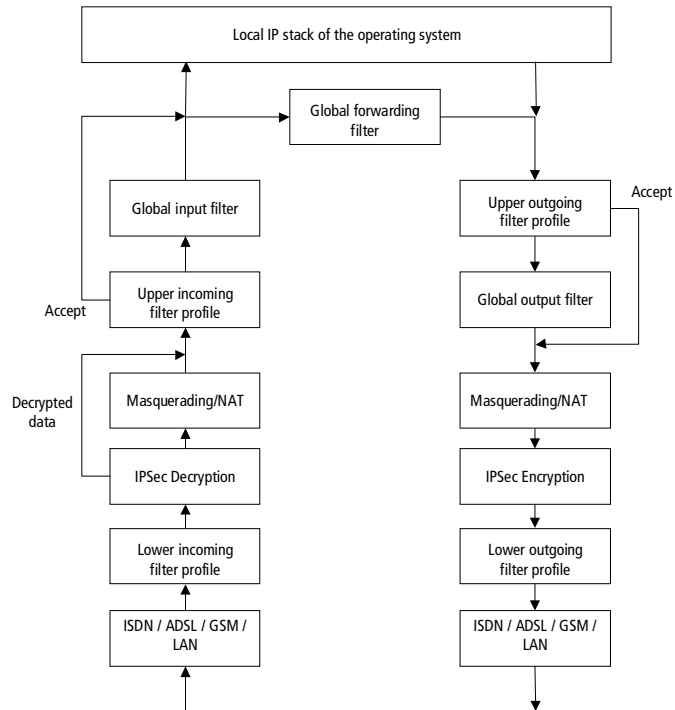 Local IP stack of the operating system
Global forwarding
filter
Global input filter
Upper outgoing
filter profile
Accept
Upper incoming
filter profile
Accept
Global output filter
Decrypted
data
Masquerading/NAT
Masquerading/NAT
IPSec Decryption
IPSec Encryption
Lower incoming
filter profile
Lower outgoing
filter profile
ISDN / ADSL / GSM /
LAN
ISDN / ADSL / GSM /
LAN